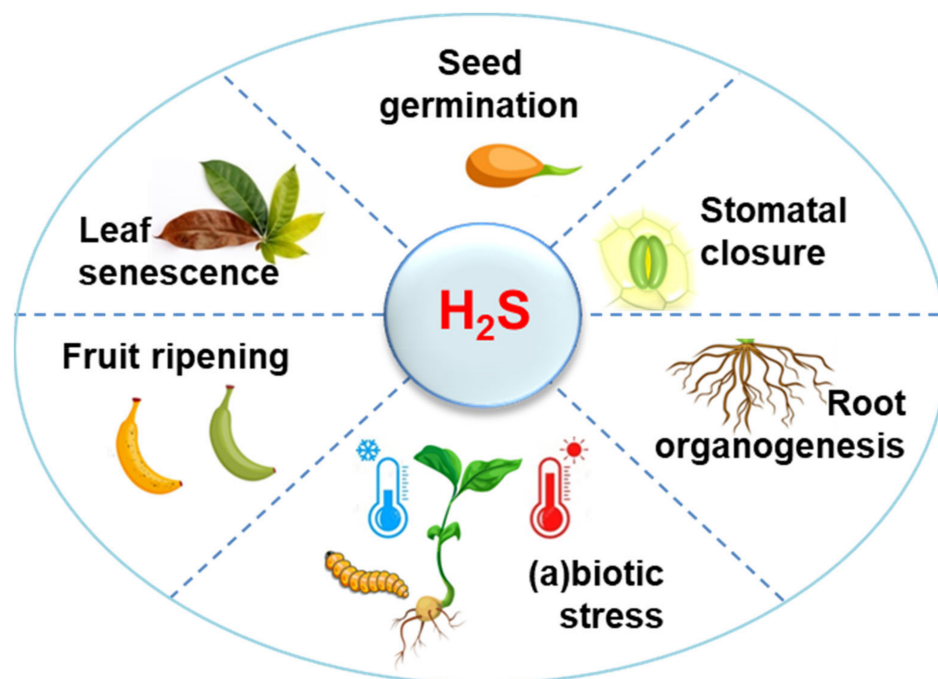 Seed
germination
Stomatal
closure
Root
organogenesis
(a)biotic
stress
Fruit ripening
Leaf
senescence
H₂S